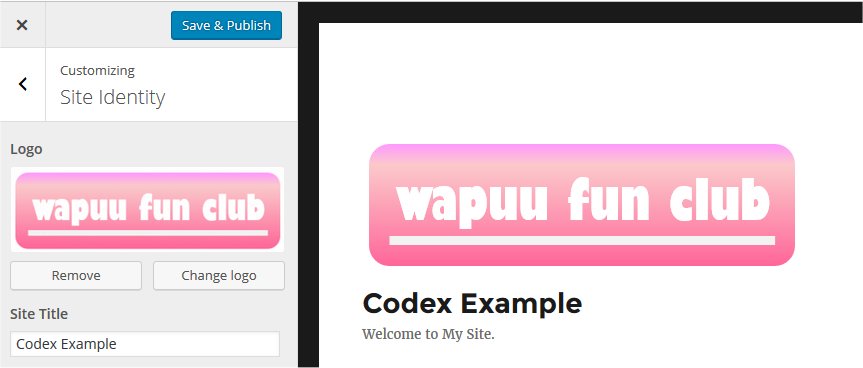 Save & Publish
Customizing
Site Identity
Logo
wapuu fun club
Remove
Change logo
Site Title
Codex Example
wapuu fun club
Codex Example
Welcome to My Site.